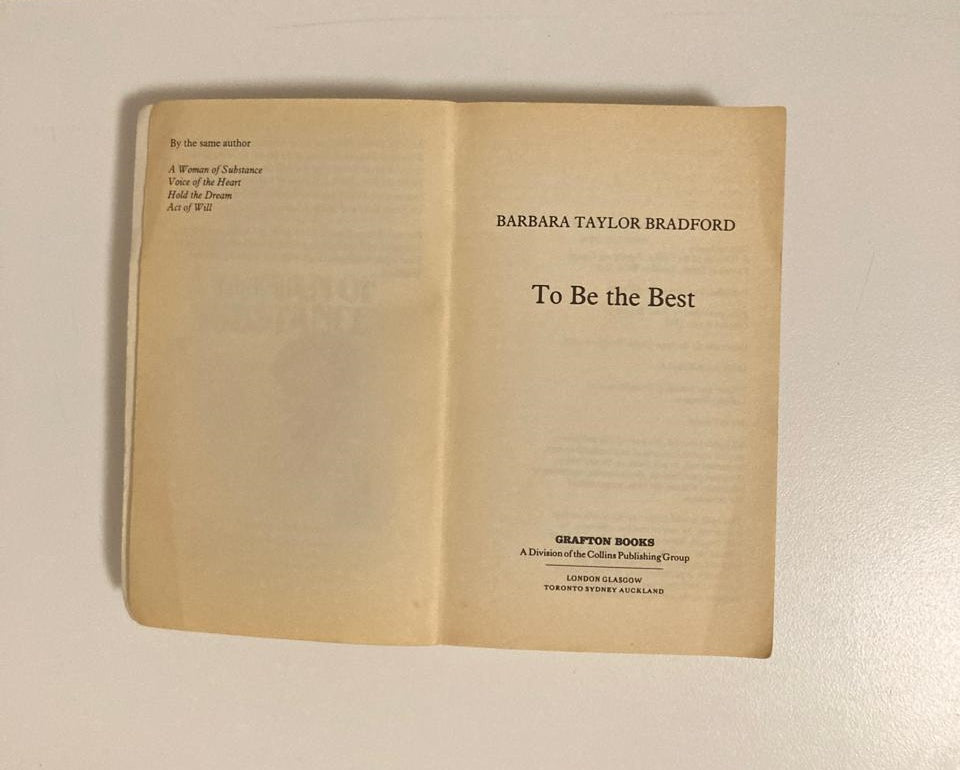 By the same author
A Woman of Substance
Voice of the Heart
Hold the Dream
Act of Will
BARBARA TAYLOR BRADFORD
To Be the Best
GRAFTON BOOKS
A Division of the Collins Publishing Group
LONDON GLASGOW
TORONTO SYDNEY AUCKLAND